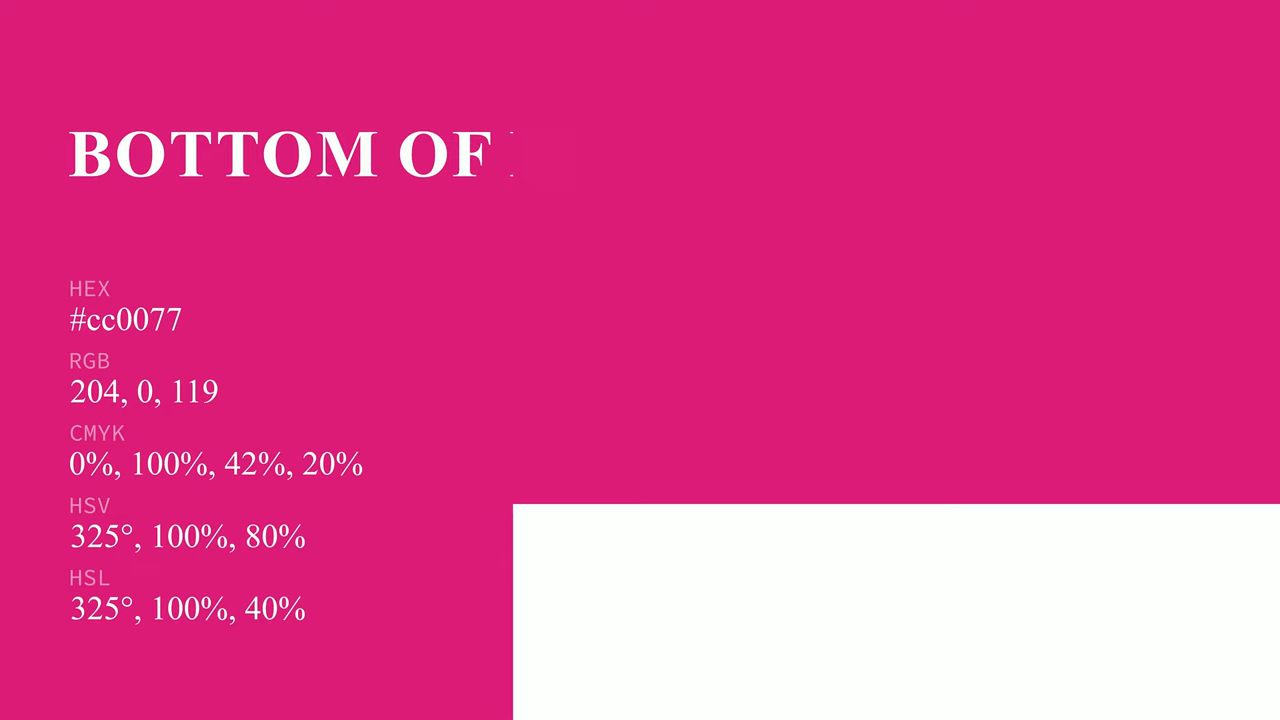 BOTTOM OF
HEX
#cc0077
RGB
204, 0, 119
CMYK
0%, 100%, 42%, 20%
HSV
325°, 100%, 80%
HSL
325°, 100%, 40%